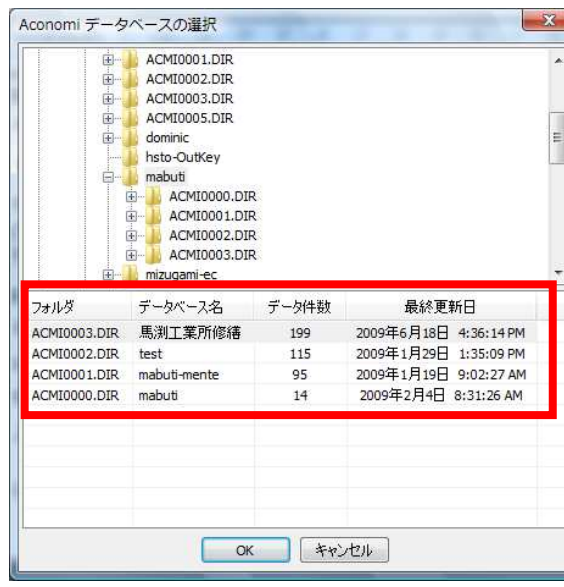 Aconomi データベースの選択
ACMI0001.DIR
ACMI0002.DIR
ACMI0003.DIR
ACMI0005.DIR
dominic
hsto-OutKey
mabuti
ACMI0000.DIR
ACMI0001.DIR
ACMI0002.DIR
ACMI0003.DIR
mizugami-ec
フォルダ データベース名 データ件数 最終更新日
ACMI0003.DIR 馬渕工業所修繕 199 2009年6月18日 4:36:14 PM
ACMI0002.DIR test 115 2009年1月29日 1:35:09 PM
ACMI0001.DIR mabuti-mente 95 2009年1月19日 9:02:27 AM
ACMI0000.DIR mabuti 14 2009年2月4日 8:31:26 AM
OK キャンセル